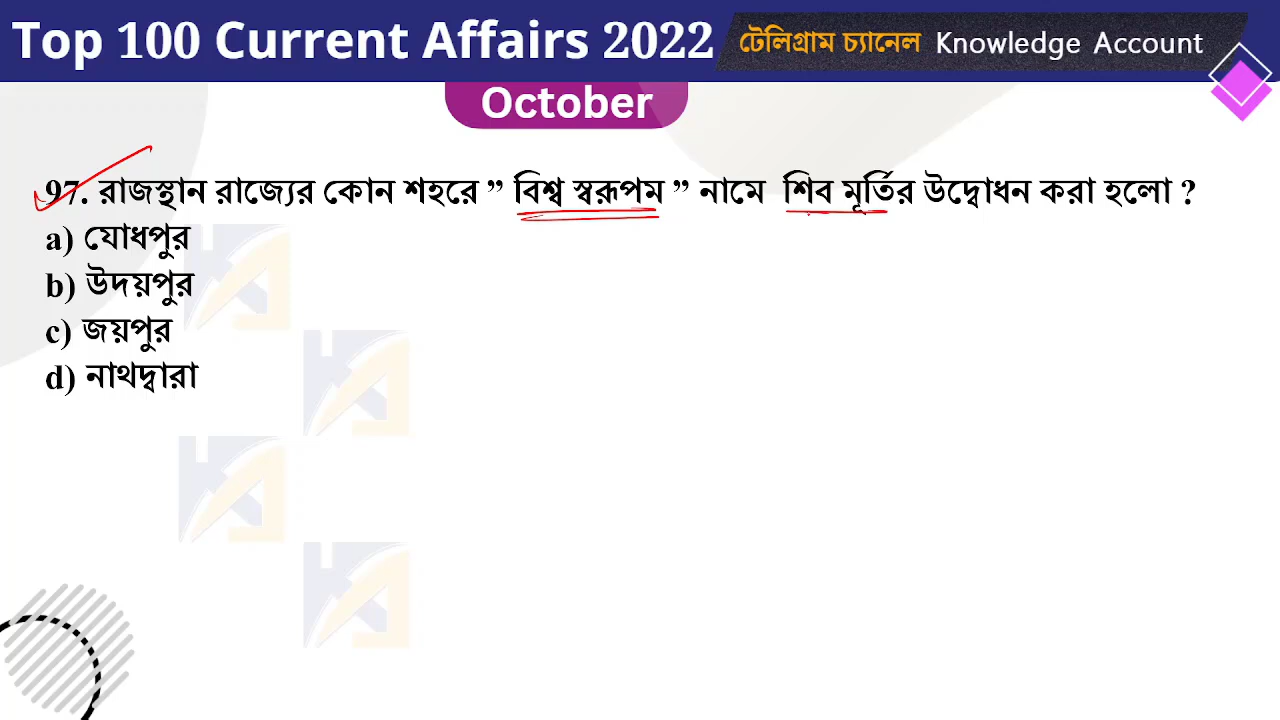 Top 100 Current Affairs 2022 টেলিগ্রাম চ্যানেল Knowledge Account
October
97. রাজস্থান রাজ্যের কোন শহরে ” বিশ্ব স্বরূপম ” নামে শিব মূর্তির উদ্বোধন করা হলো ?
a) যোধপুর
b) উদয়পুর
c) জয়পুর
d) নাথদ্বারা